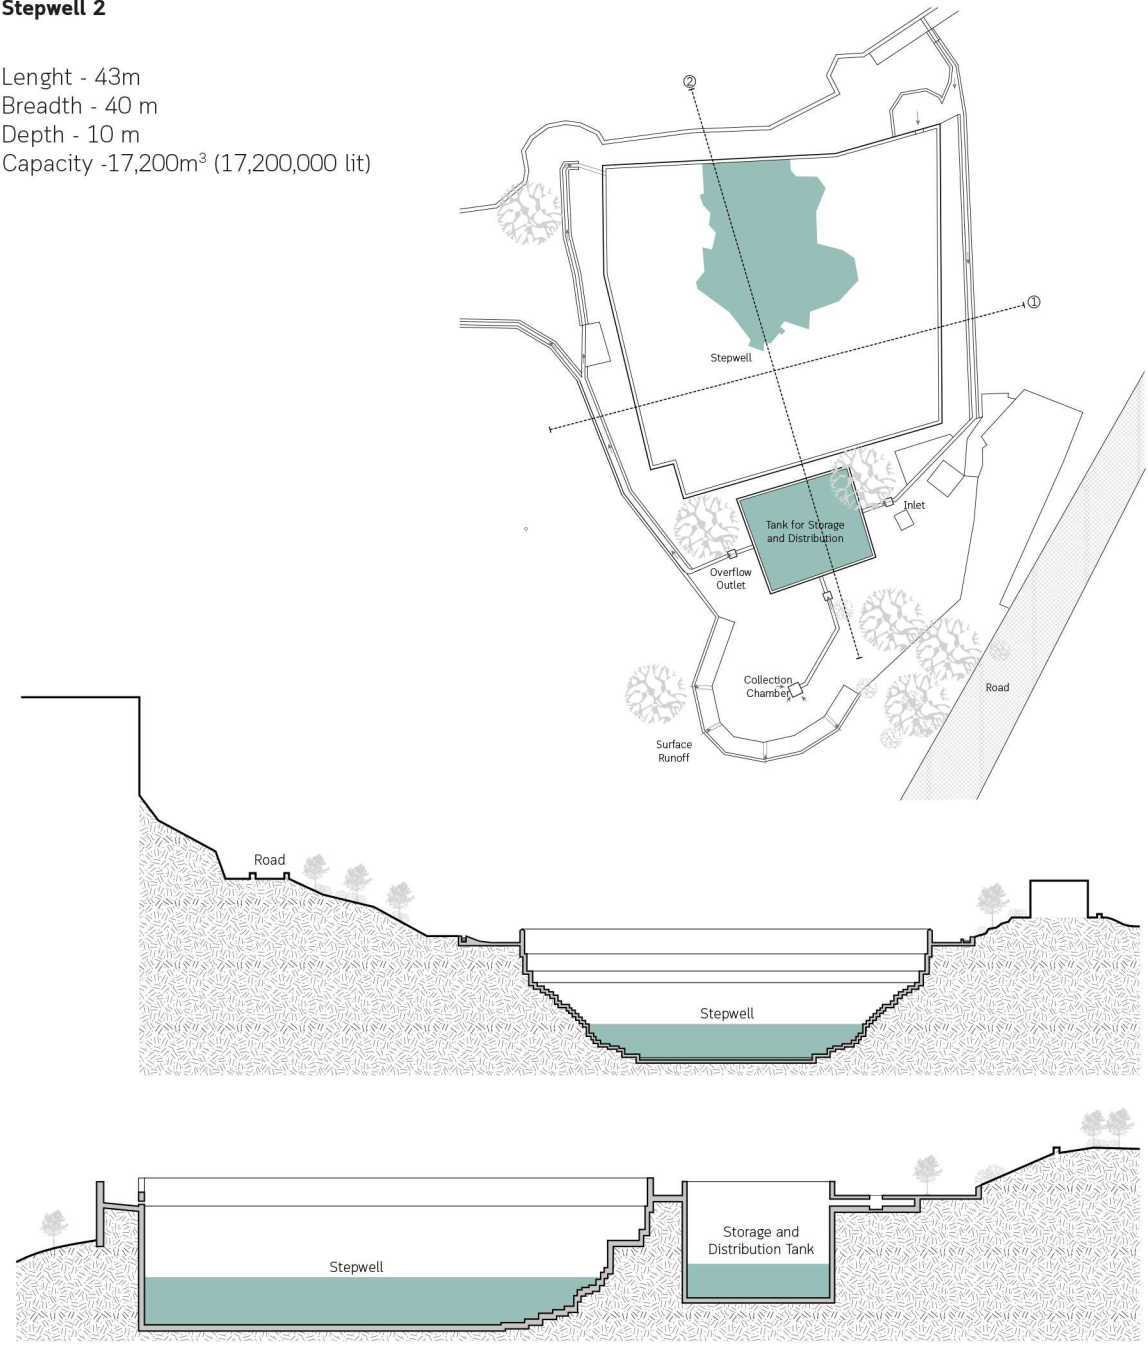 Stepwell 2
Lenght - 43m
Breadth - 40 m
Depth - 10 m
Capacity -17,200m³ (17,200,000 lit)
2
1
Stepwell
Inlet
Tank for Storage
and Distribution
Overflow
Outlet
Collection
Chamber
Road
Surface
Runoff
Road
Stepwell
Storage and
Distribution Tank
Stepwell